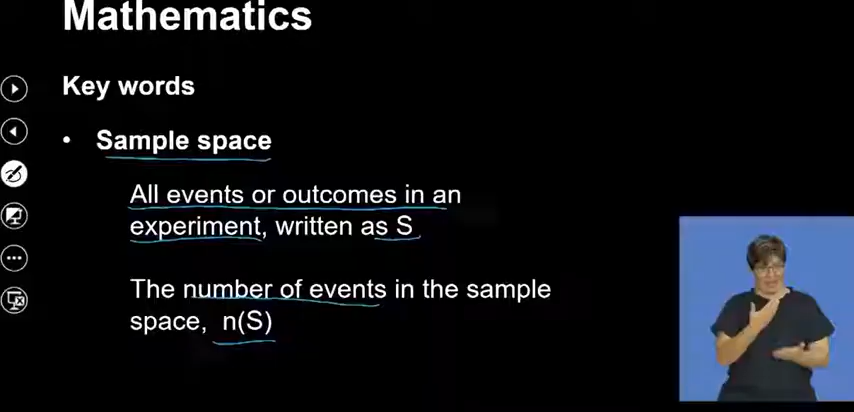 Mathematics
Key words
• Sample space
All events or outcomes in an
experiment, written as S
The number of events in the sample
space, n(S)